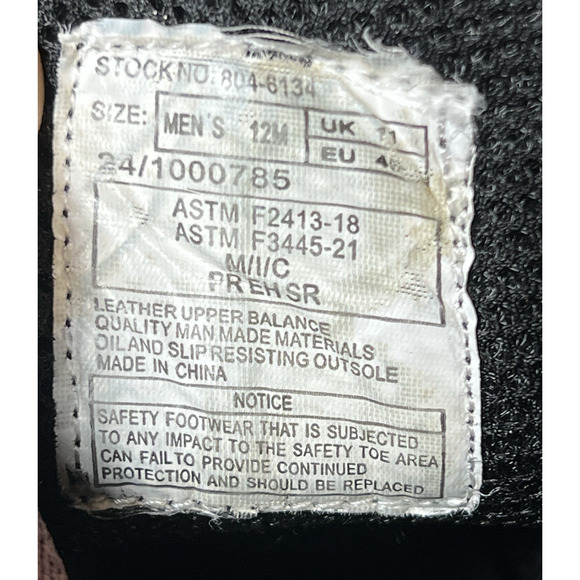 STOCK NO: 804-6134
SIZE: MEN'S 12M UK 11
EU
24/1000785
ASTM F2413-18
ASTM F3445-21
M/I/C
PR EH SR
LEATHER UPPER BALANCE
QUALITY MAN MADE MATERIALS
OIL AND SLIP RESISTING OUTSOLE
MADE IN CHINA
NOTICE
SAFETY FOOTWEAR THAT IS SUBJECTED
TO ANY IMPACT TO THE SAFETY TOE AREA
CAN FAIL TO PROVIDE CONTINUED
PROTECTION AND SHOULD BE REPLACED